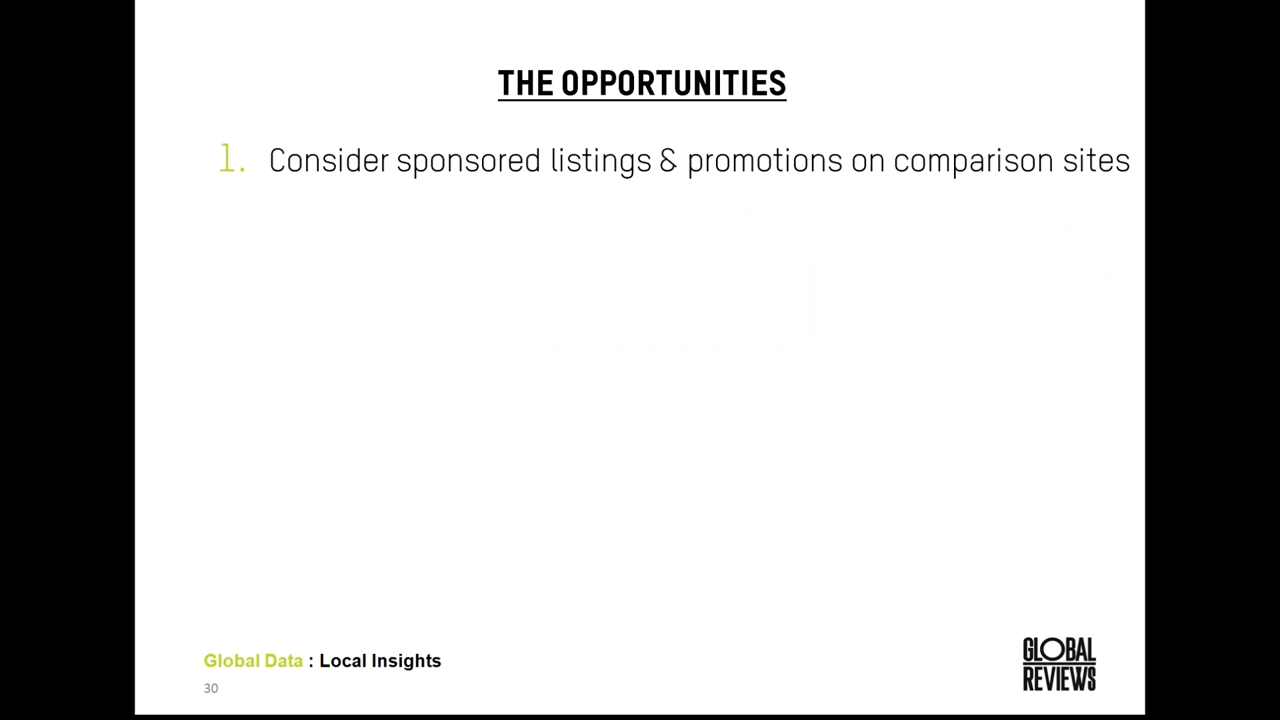 THE OPPORTUNITIES
1. Consider sponsored listings & promotions on comparison sites
Global Data : Local Insights
30
GLOBAL
REVIEWS